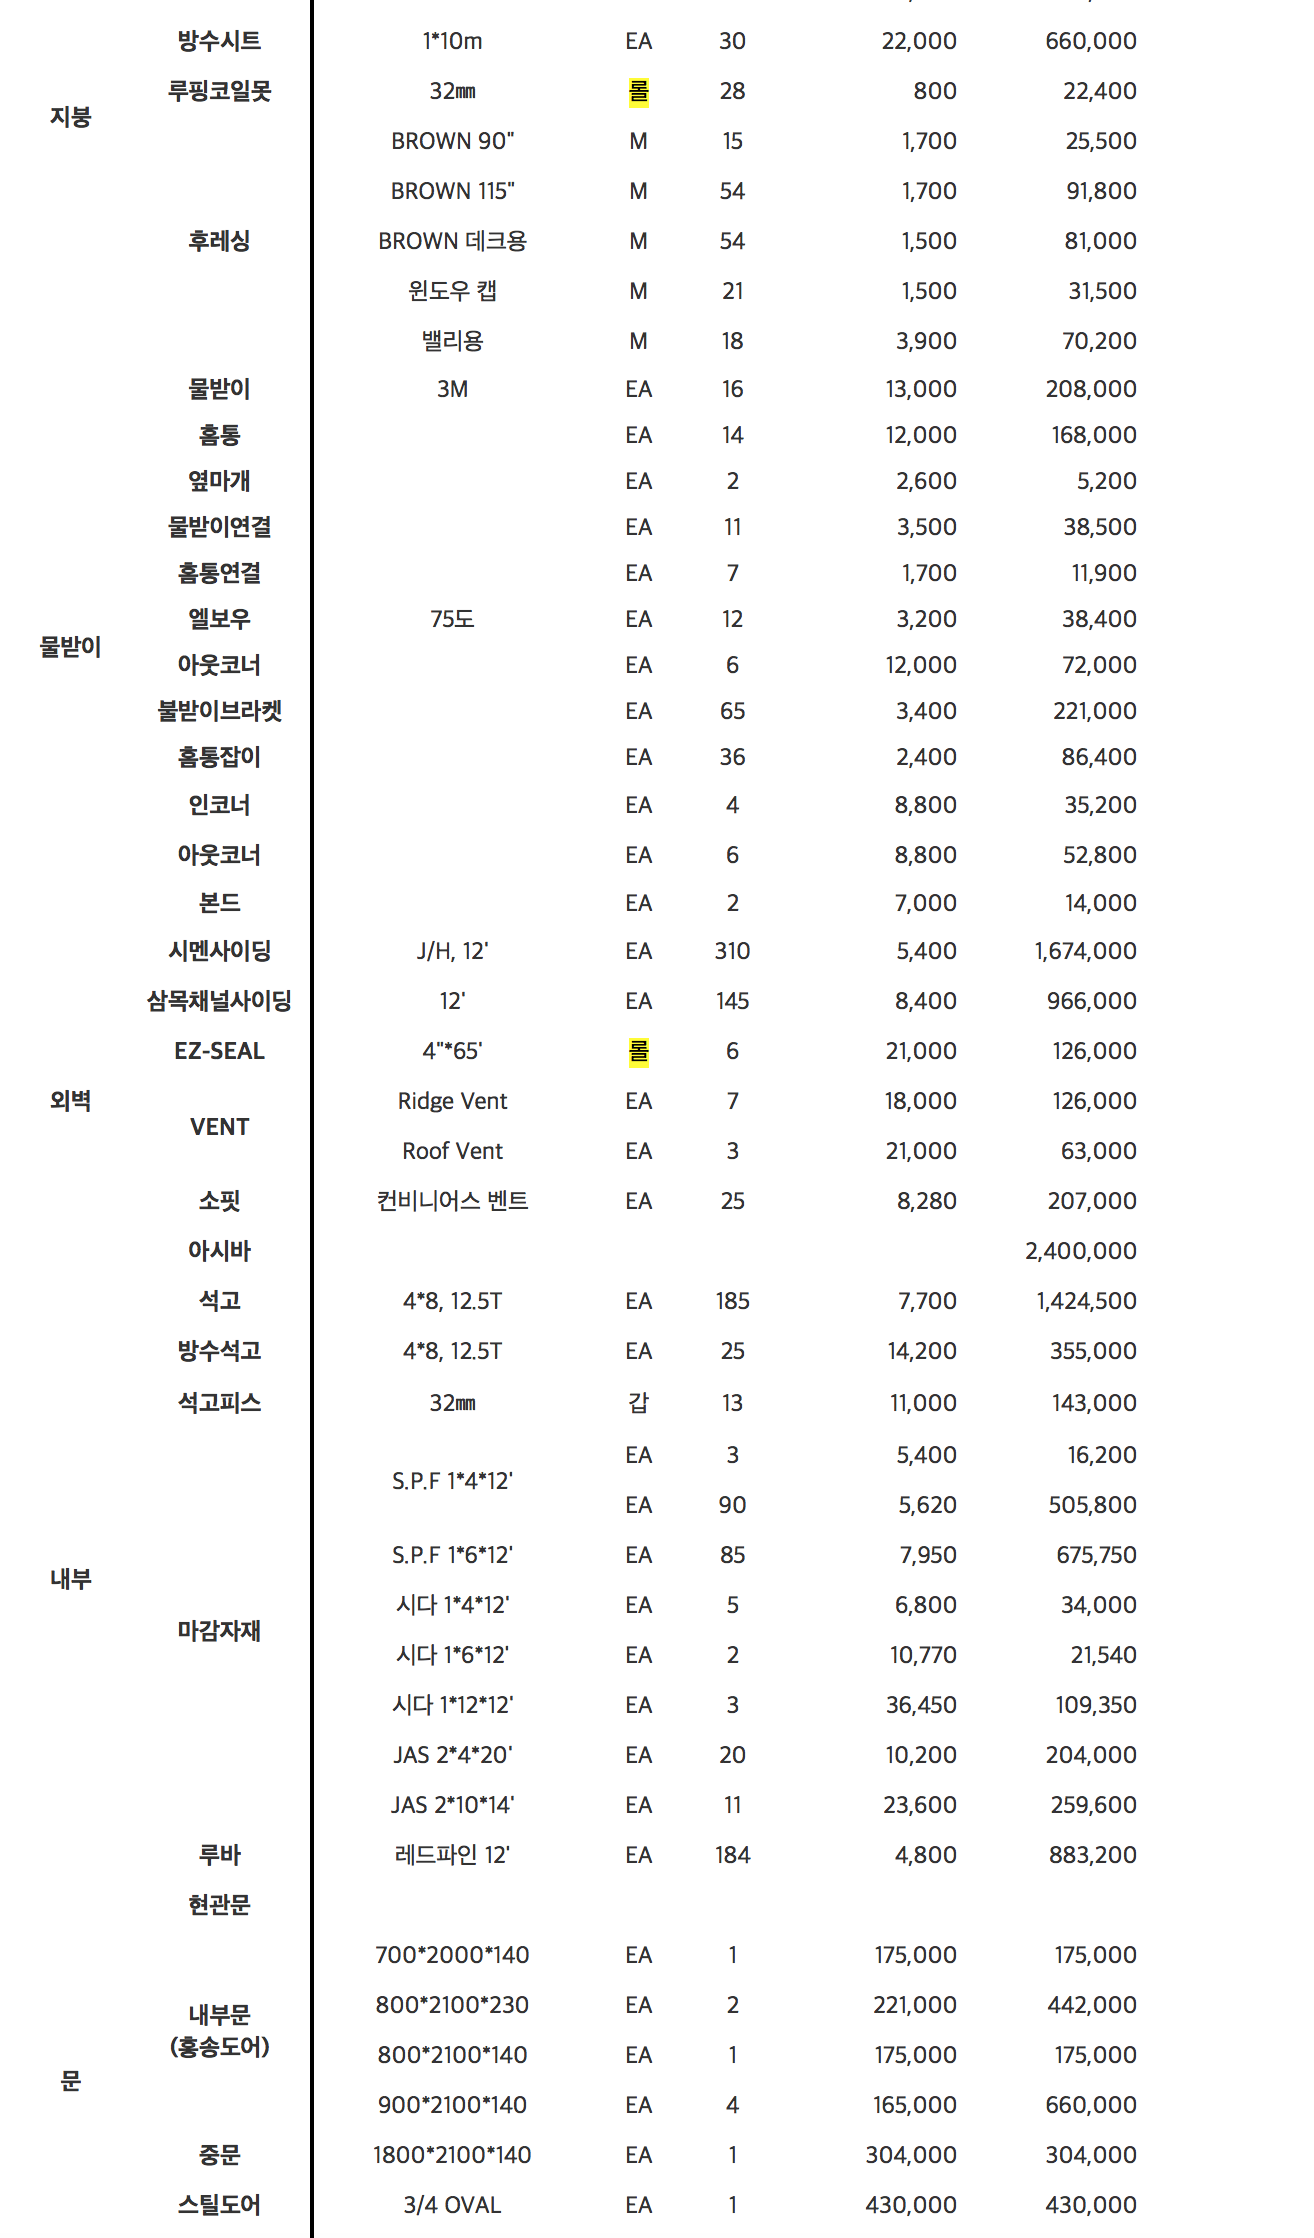 방수시트 1*10m EA 30 22,000 660,000
루핑코일못 32㎜ 롤 28 800 22,400
지붕
BROWN 90" M 15 1,700 25,500
BROWN 115" M 54 1,700 91,800
후레싱 BROWN 데크용 M 54 1,500 81,000
윈도우 캡 M 21 1,500 31,500
밸리용 M 18 3,900 70,200
물받이 3M EA 16 13,000 208,000
홈통 EA 14 12,000 168,000
옆마개 EA 2 2,600 5,200
물받이연결 EA 11 3,500 38,500
홈통연결 EA 7 1,700 11,900
엘보우 75도 EA 12 3,200 38,400
물받이
아웃코너 EA 6 12,000 72,000
불받이브라켓 EA 65 3,400 221,000
홈통잡이 EA 36 2,400 86,400
인코너 EA 4 8,800 35,200
아웃코너 EA 6 8,800 52,800
본드 EA 2 7,000 14,000
시멘사이딩 J/H, 12' EA 310 5,400 1,674,000
삼목채널사이딩 12' EA 145 8,400 966,000
EZ-SEAL 4"*65' 롤 6 21,000 126,000
외벽 Ridge Vent EA 7 18,000 126,000
VENT
Roof Vent EA 3 21,000 63,000
소핏 컨비니어스 벤트 EA 25 8,280 207,000
아시바 2,400,000
석고 4*8, 12.5T EA 185 7,700 1,424,500
방수석고 4*8, 12.5T EA 25 14,200 355,000
석고피스 32㎜ 갑 13 11,000 143,000
EA 3 5,400 16,200
S.P.F 1*4*12'
EA 90 5,620 505,800
S.P.F 1*6*12' EA 85 7,950 675,750
내부
시다 1*4*12' EA 5 6,800 34,000
마감자재
시다 1*6*12' EA 2 10,770 21,540
시다 1*12*12' EA 3 36,450 109,350
JAS 2*4*20' EA 20 10,200 204,000
JAS 2*10*14' EA 11 23,600 259,600
루바 레드파인 12' EA 184 4,800 883,200
현관문
700*2000*140 EA 1 175,000 175,000
800*2100*230 EA 2 221,000 442,000
내부문
(홍송도어)
800*2100*140 EA 1 175,000 175,000
문
900*2100*140 EA 4 165,000 660,000
중문 1800*2100*140 EA 1 304,000 304,000
스틸도어 3/4 OVAL EA 1 430,000 430,000